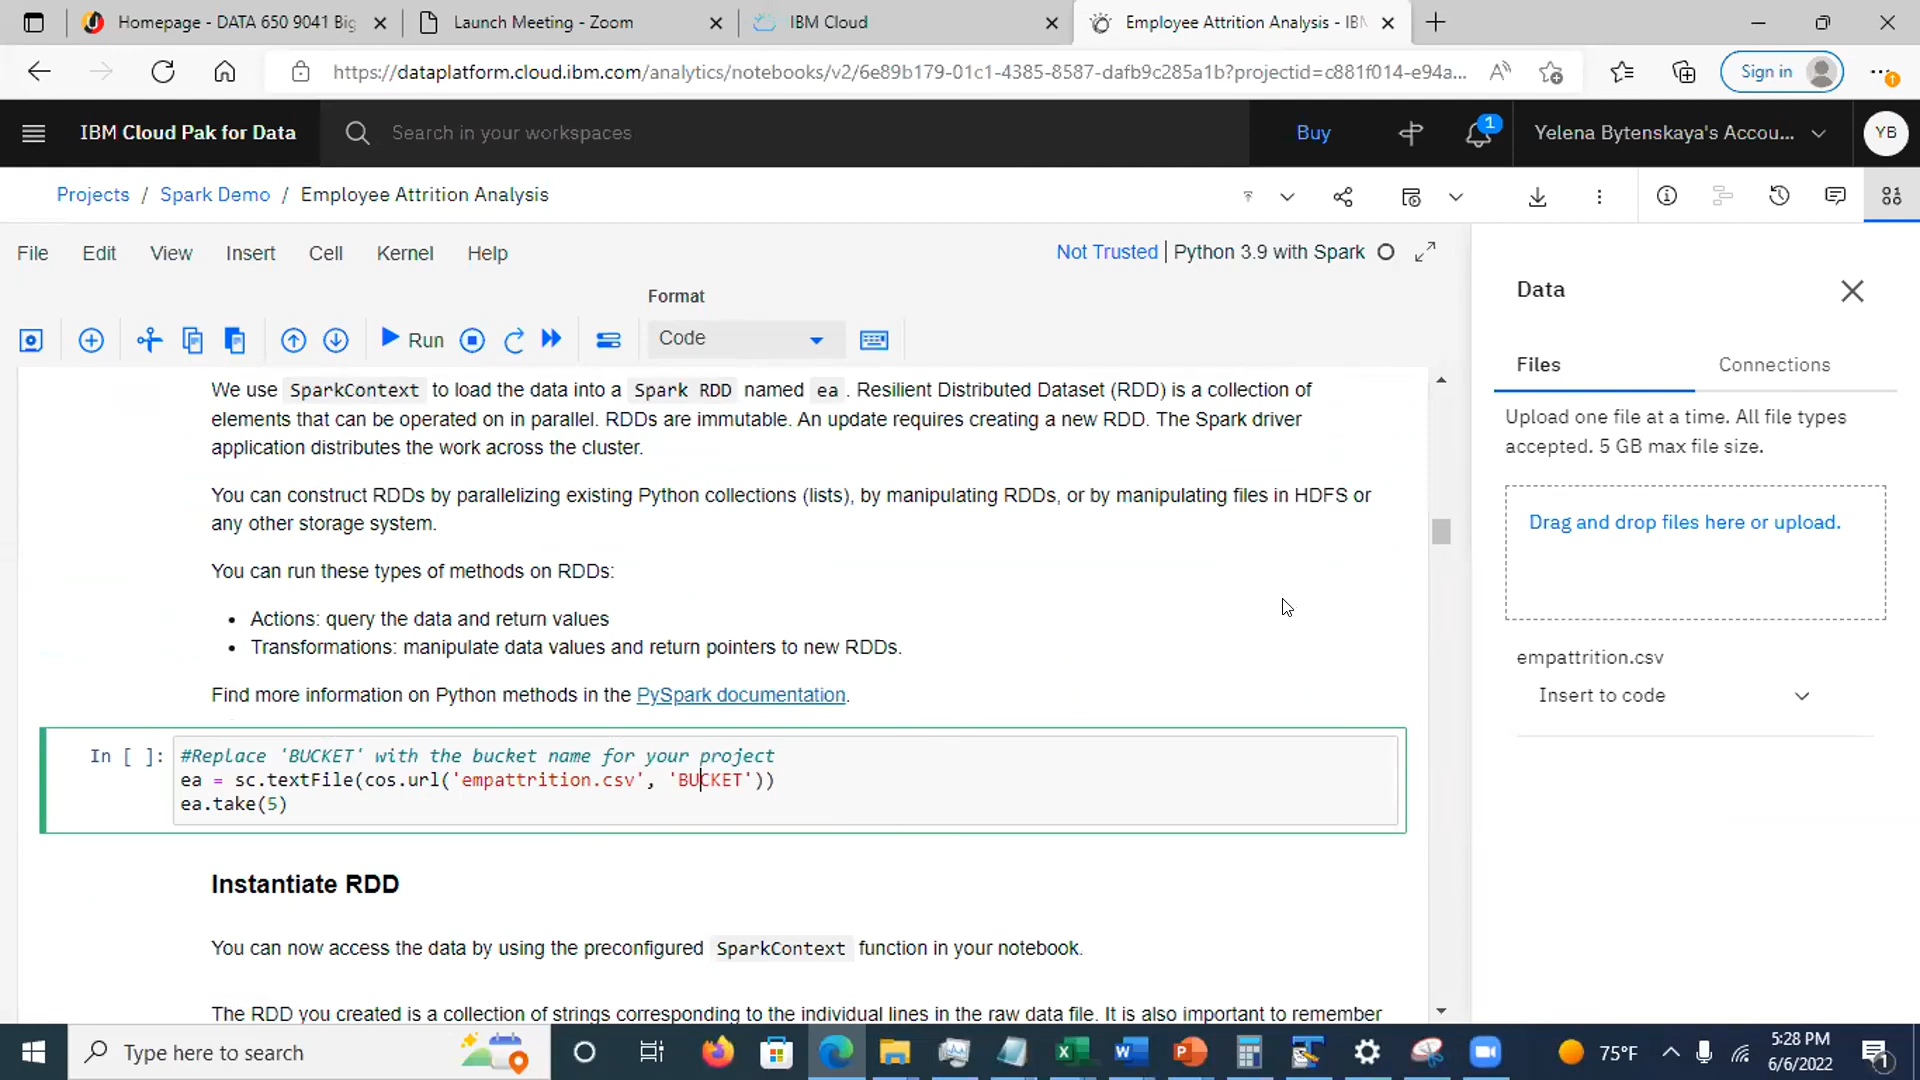 Homepage - DATA 650 9041 Big
Launch Meeting - Zoom
IBM Cloud
Employee Attrition Analysis - IBM
https://dataplatform.cloud.ibm.com/analytics/notebooks/v2/6e89b179-01c1-4385-8587-dafb9c285a1b?projectid=c881f014-e94a...
Sign in
IBM Cloud Pak for Data
Search in your workspaces
Buy
1
Yelena Bytenskaya's Accou...
YB
Projects / Spark Demo / Employee Attrition Analysis
File Edit View Insert Cell Kernel Help
Not Trusted | Python 3.9 with Spark
Format
Run
Code
We use SparkContext to load the data into a Spark RDD named ea . Resilient Distributed Dataset (RDD) is a collection of
elements that can be operated on in parallel. RDDs are immutable. An update requires creating a new RDD. The Spark driver
application distributes the work across the cluster.
You can construct RDDs by parallelizing existing Python collections (lists), by manipulating RDDs, or by manipulating files in HDFS or
any other storage system.
You can run these types of methods on RDDs:
• Actions: query the data and return values
• Transformations: manipulate data values and return pointers to new RDDs.
Find more information on Python methods in the PySpark documentation.
In [ ]:
#Replace 'BUCKET' with the bucket name for your project
ea = sc.textFile(cos.url('empattrition.csv', 'BUCKET'))
ea.take(5)
Instantiate RDD
You can now access the data by using the preconfigured SparkContext function in your notebook.
The RDD you created is a collection of strings corresponding to the individual lines in the raw data file. It is also important to remember
Data
Files
Connections
Upload one file at a time. All file types
accepted. 5 GB max file size.
Drag and drop files here or upload.
empattrition.csv
Insert to code
Type here to search
75°F
5:28 PM
6/6/2022
1